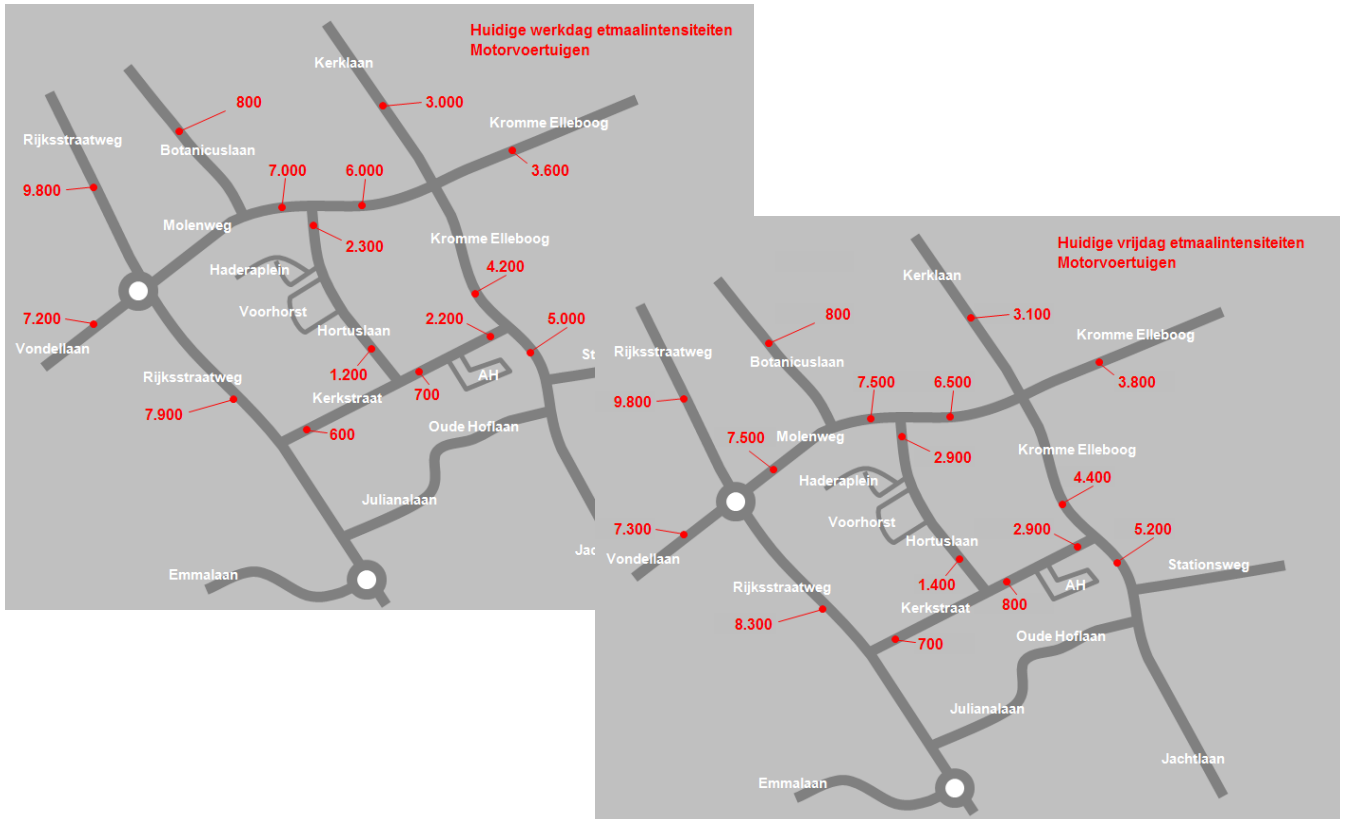 Huidige werkdag etmaalintensiteiten
Motorvoertuigen
Kerklaan
800
3.000
Kromme Elleboog
Rijksstraatweg
Botanicuslaan
7.000
6.000
3.600
9.800
Molenweg
2.300
Kromme Elleboog
Haderaplein
4.200
Voorhorst
7.200
Hortuslaan
2.200
5.000
Vondellaan
St
1.200
AH
Rijksstraatweg
700
Kerkstraat
7.900
600
Oude Hoflaan
Julianalaan
Jac
Emmalaan
Huidige vrijdag etmaalintensiteiten
Motorvoertuigen
Kerklaan
800
3.100
Kromme Elleboog
Rijksstraatweg
Botanicuslaan
7.500
6.500
3.800
9.800
7.500
Molenweg
2.900
Kromme Elleboog
Haderaplein
4.400
Voorhorst
7.300
Hortuslaan
2.900
5.200
Vondellaan
Stationsweg
1.400
AH
Rijksstraatweg
800
Kerkstraat
8.300
700
Oude Hoflaan
Julianalaan
Jachtlaan
Emmalaan